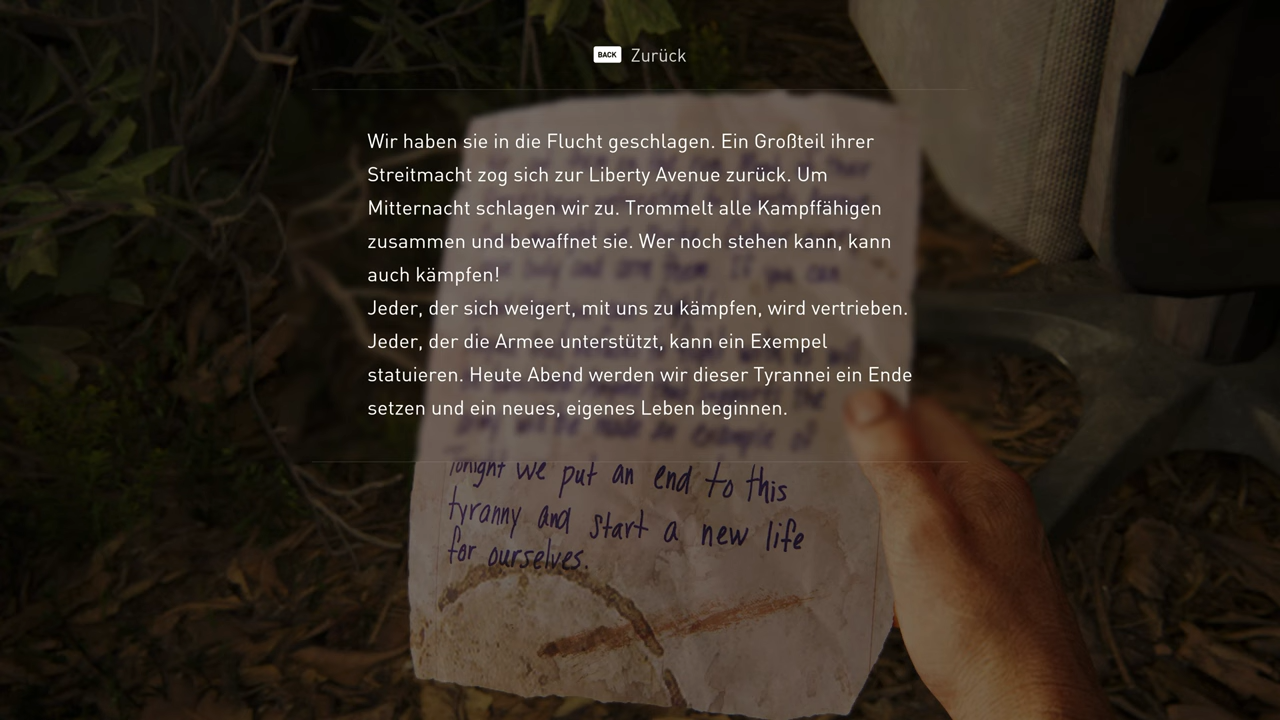 BACK Zurück
Wir haben sie in die Flucht geschlagen. Ein Großteil ihrer
Streitmacht zog sich zur Liberty Avenue zurück. Um
Mitternacht schlagen wir zu. Trommelt alle Kampffähigen
zusammen und bewaffnet sie. Wer noch stehen kann, kann
auch kämpfen!
Jeder, der sich weigert, mit uns zu kämpfen, wird vertrieben.
Jeder, der die Armee unterstützt, kann ein Exempel
statuieren. Heute Abend werden wir dieser Tyrannei ein Ende
setzen und ein neues, eigenes Leben beginnen.
Tonight we put an end to this
tyranny and start a new life
for ourselves.